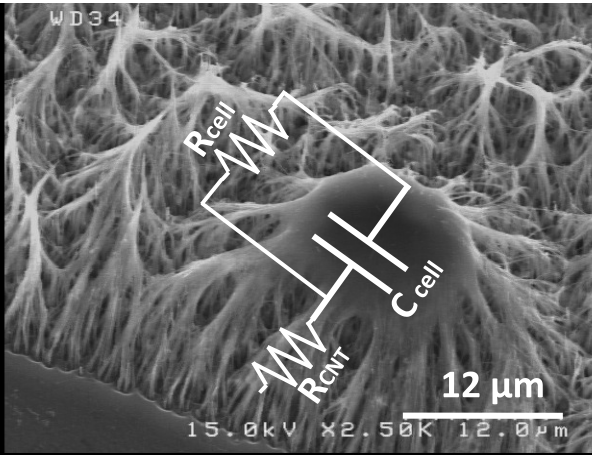 WD34
Rcell
Ccell
RCNT
12 µm
15.0kV X2.50K 12.0µm